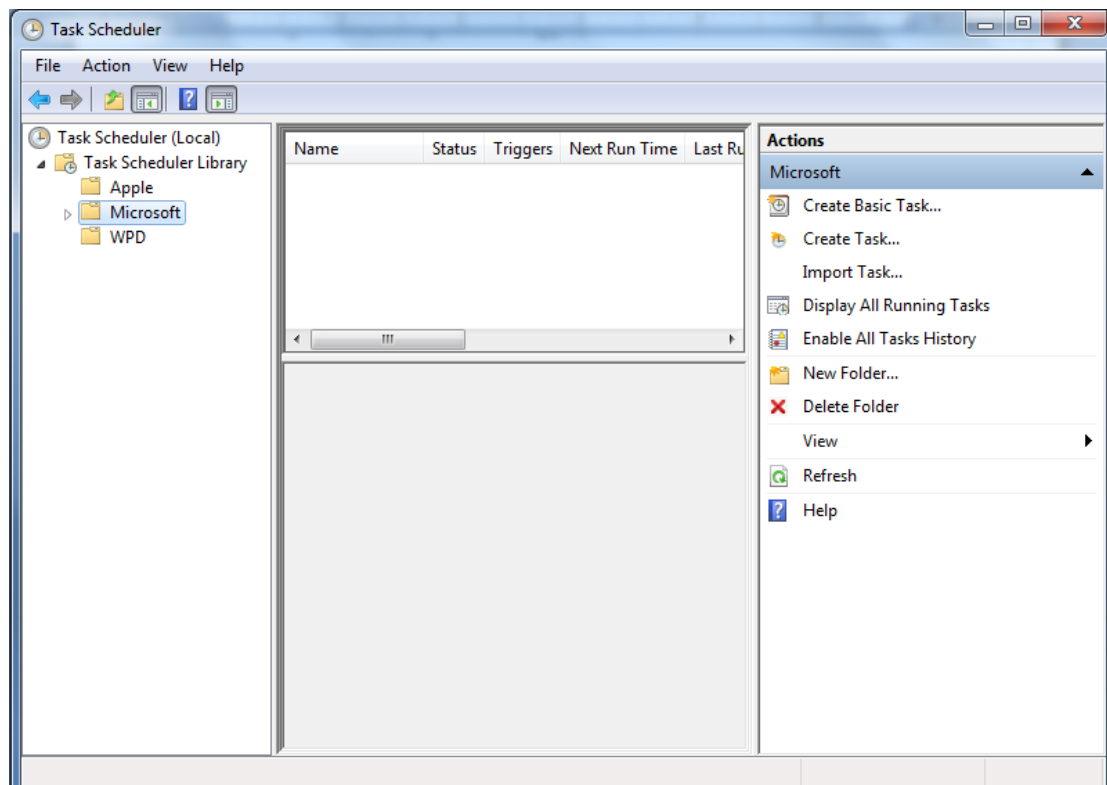 Task Scheduler
File Action View Help
Task Scheduler (Local)
Task Scheduler Library
Apple
Microsoft
WPD
Name Status Triggers Next Run Time Last Ru
Actions
Microsoft
Create Basic Task...
Create Task...
Import Task...
Display All Running Tasks
Enable All Tasks History
New Folder...
Delete Folder
View
Refresh
Help